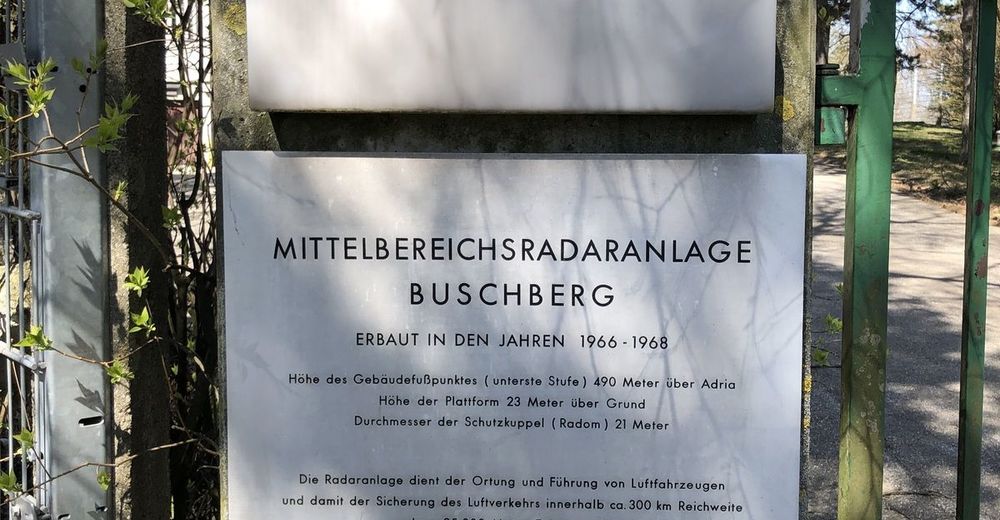 MITTELBEREICHSRADARANLAGE
BUSCHBERG
ERBAUT IN DEN JAHREN 1966 - 1968
Höhe des Gebäudefußpunktes ( unterste Stufe ) 490 Meter über Adria
Höhe der Plattform 23 Meter über Grund
Durchmesser der Schutzkuppel ( Radom ) 21 Meter
Die Radaranlage dient der Ortung und Führung von Luftfahrzeugen
und damit der Sicherung des Luftverkehrs innerhalb ca. 300 km Reichweite